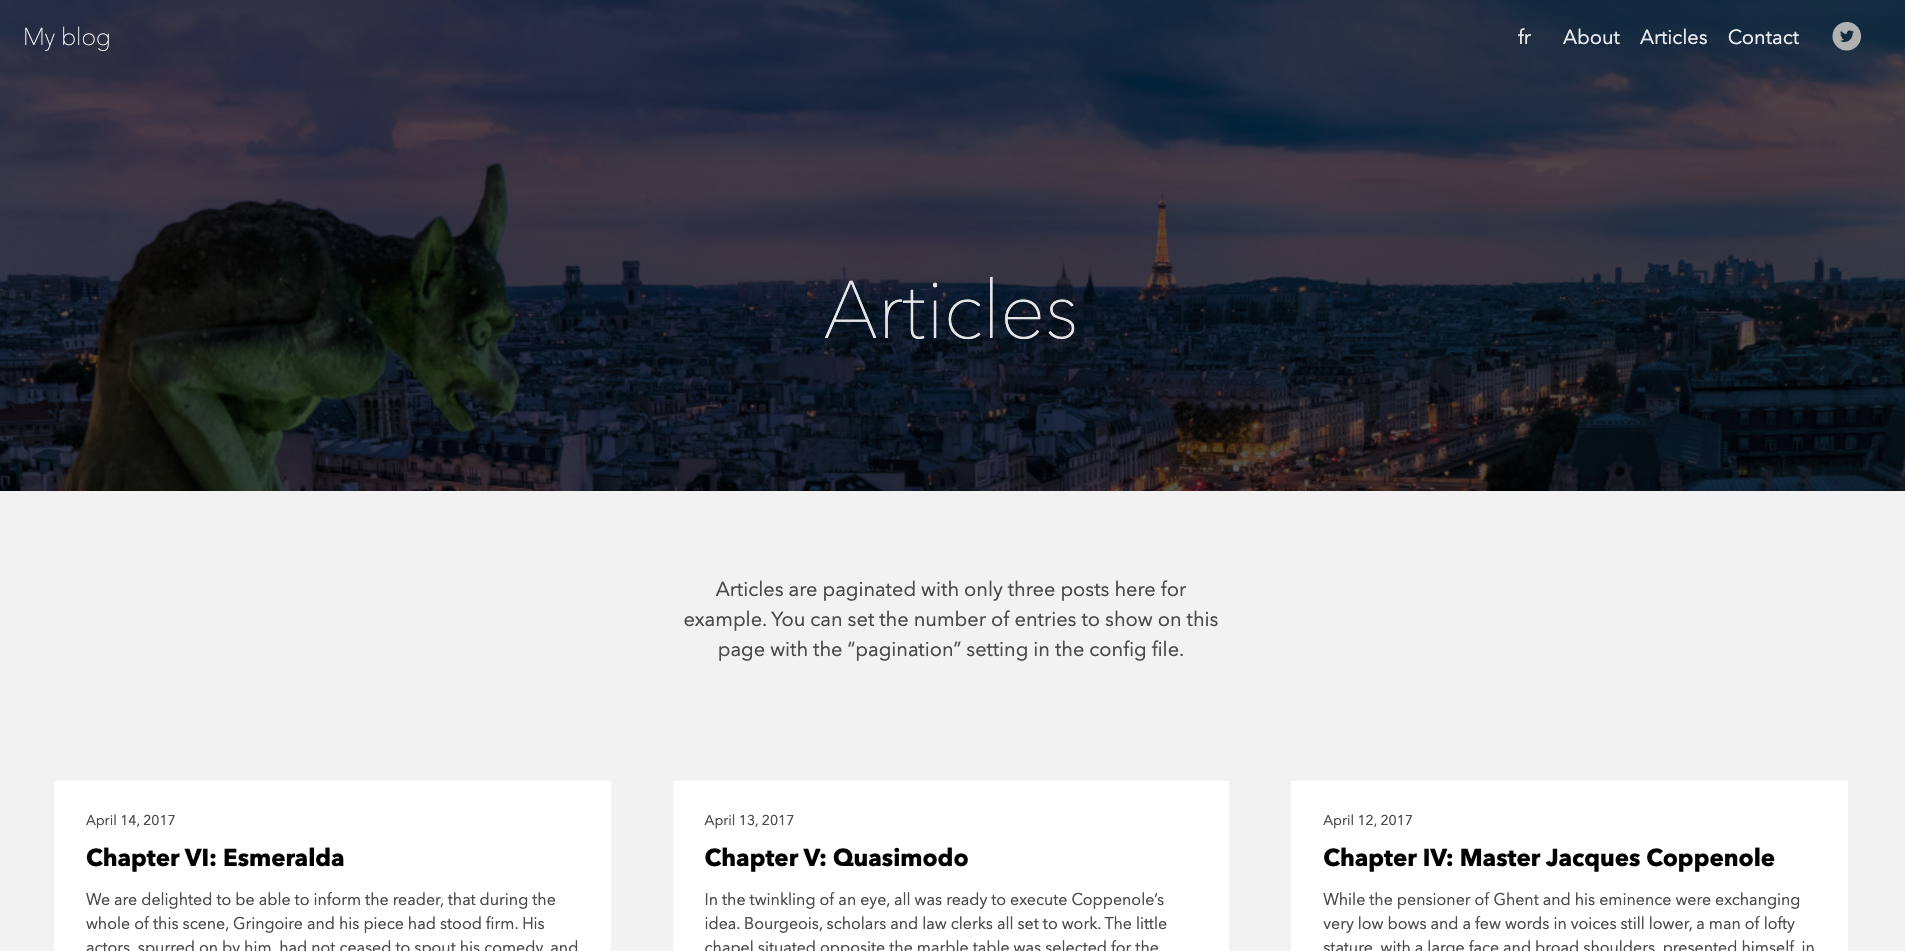 My blog
fr About Articles Contact
Articles
Articles are paginated with only three posts here for
example. You can set the number of entries to show on this
page with the “pagination” setting in the config file.
April 14, 2017
Chapter VI: Esmeralda
We are delighted to be able to inform the reader, that during the
whole of this scene, Gringoire and his piece had stood firm. His
actors, spurred on by him, had not ceased to spout his comedy, and
April 13, 2017
Chapter V: Quasimodo
In the twinkling of an eye, all was ready to execute Coppenole’s
idea. Bourgeois, scholars and law clerks all set to work. The little
chapel situated opposite the marble table was selected for the
April 12, 2017
Chapter IV: Master Jacques Coppenole
While the pensioner of Ghent and his eminence were exchanging
very low bows and a few words in voices still lower, a man of lofty
stature, with a large face and broad shoulders, presented himself, in